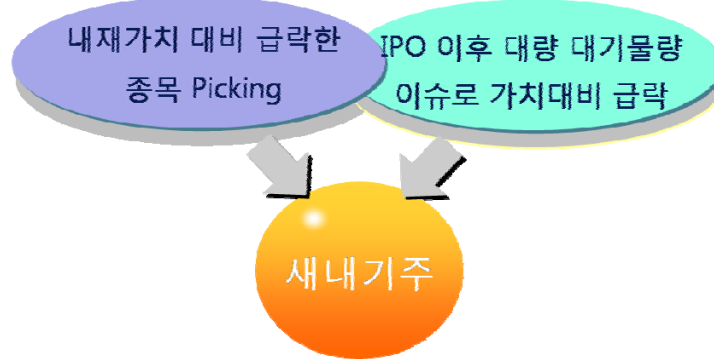 내재가치 대비 급락한
종목 Picking
IPO 이후 대량 대기물량
이슈로 가치대비 급락
새내기주